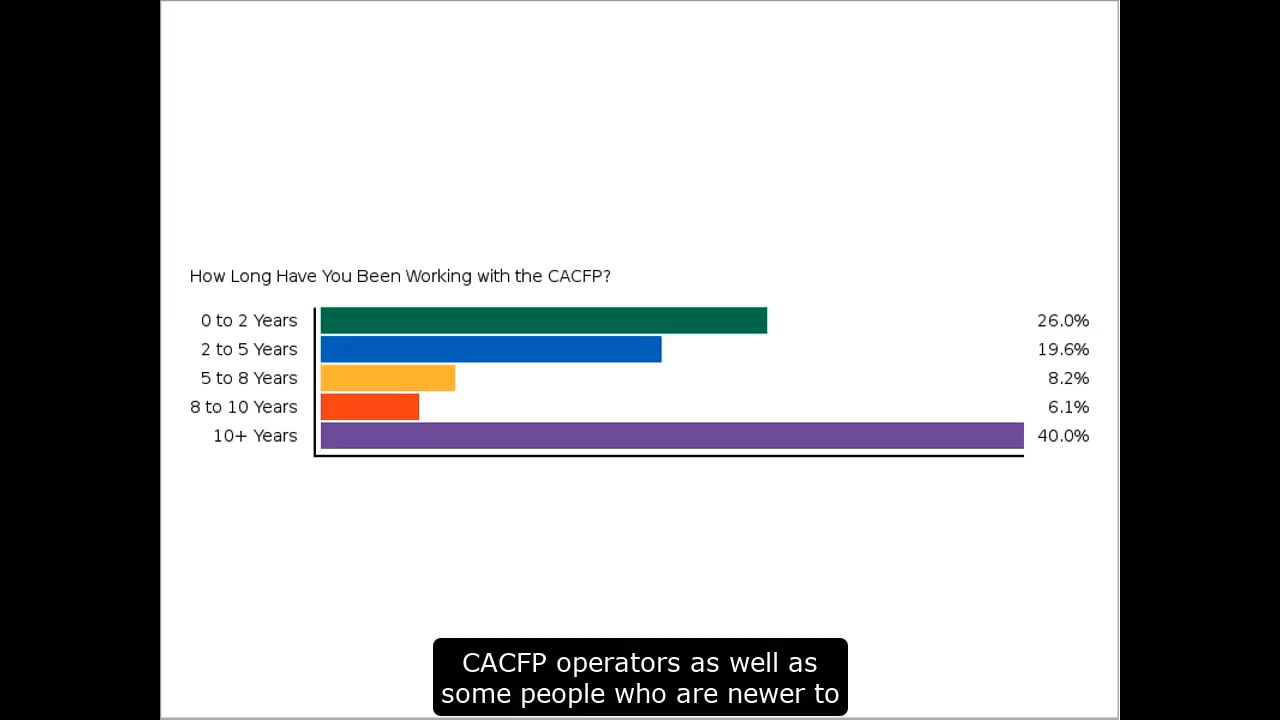 How Long Have You Been Working with the CACFP?
0 to 2 Years 26.0%
2 to 5 Years 19.6%
5 to 8 Years 8.2%
8 to 10 Years 6.1%
10+ Years 40.0%
CACFP operators as well as
some people who are newer to